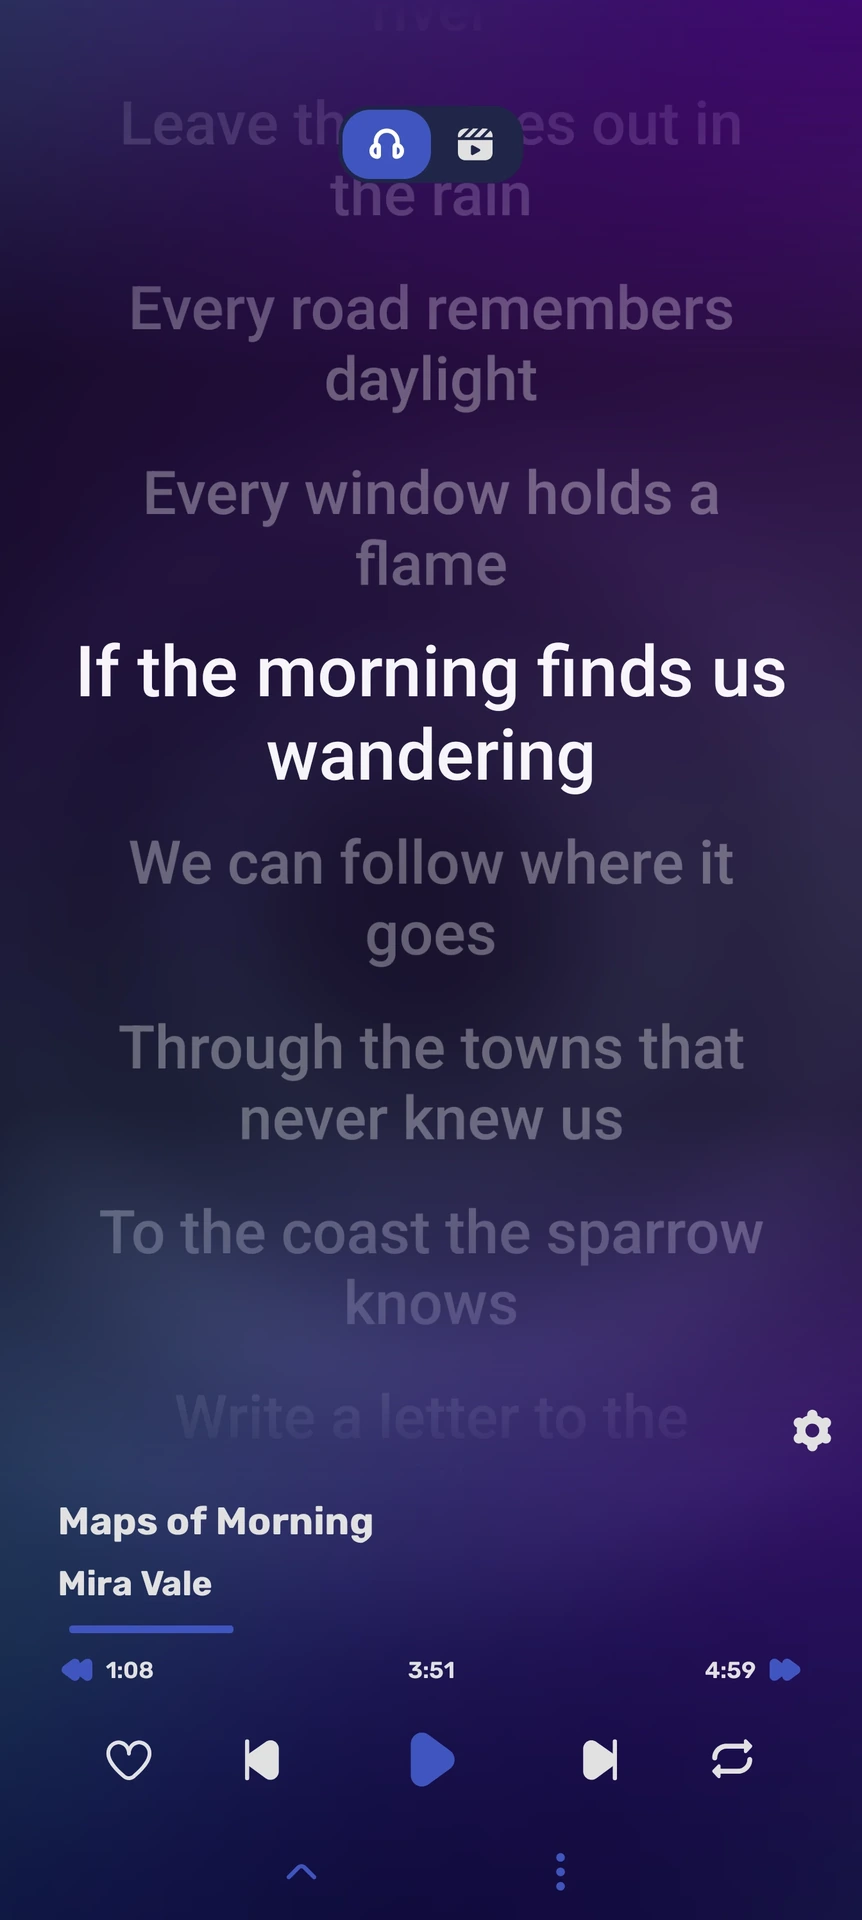 river
Leave th es out in
the rain
Every road remembers
daylight
Every window holds a
flame
If the morning finds us
wandering
We can follow where it
goes
Through the towns that
never knew us
To the coast the sparrow
knows
Write a letter to the
Maps of Morning
Mira Vale
1:08 3:51 4:59